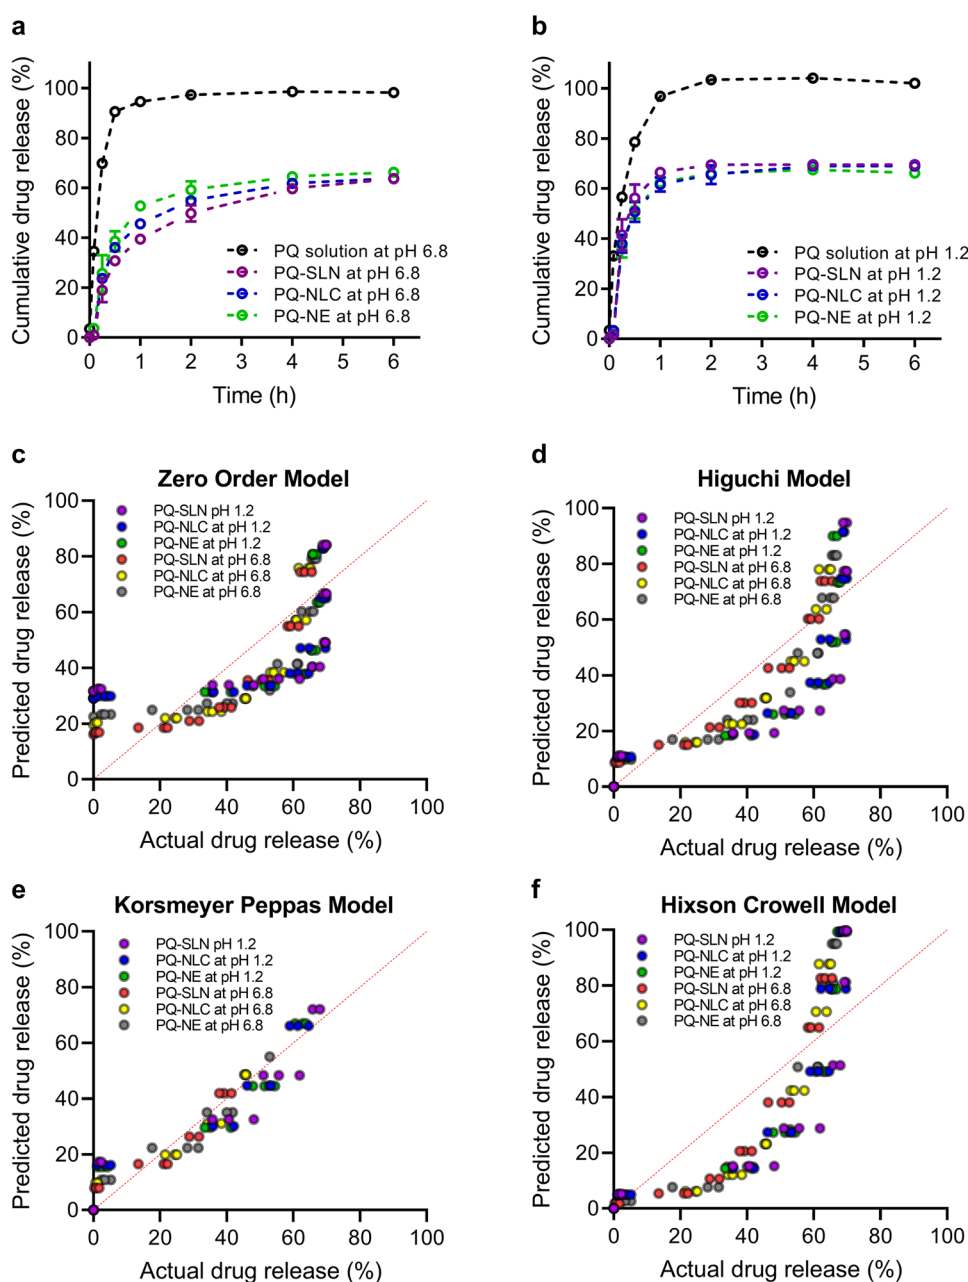 a
Cumulative drug release (%)
100
80
60
40
20
0
0 1 2 3 4 5 6
Time (h)
PQ solution at pH 6.8
PQ-SLN at pH 6.8
PQ-NLC at pH 6.8
PQ-NE at pH 6.8
b
Cumulative drug release (%)
100
80
60
40
20
0
0 1 2 3 4 5 6
Time (h)
PQ solution at pH 1.2
PQ-SLN at pH 1.2
PQ-NLC at pH 1.2
PQ-NE at pH 1.2
c
Zero Order Model
Predicted drug release (%)
100
80
60
40
20
0
0 20 40 60 80 100
Actual drug release (%)
PQ-SLN pH 1.2
PQ-NLC at pH 1.2
PQ-NE at pH 1.2
PQ-SLN at pH 6.8
PQ-NLC at pH 6.8
PQ-NE at pH 6.8
d
Higuchi Model
Predicted drug release (%)
100
80
60
40
20
0
0 20 40 60 80 100
Actual drug release (%)
PQ-SLN pH 1.2
PQ-NLC at pH 1.2
PQ-NE at pH 1.2
PQ-SLN at pH 6.8
PQ-NLC at pH 6.8
PQ-NE at pH 6.8
e
Korsmeyer Peppas Model
Predicted drug release (%)
100
80
60
40
20
0
0 20 40 60 80 100
Actual drug release (%)
PQ-SLN pH 1.2
PQ-NLC at pH 1.2
PQ-NE at pH 1.2
PQ-SLN at pH 6.8
PQ-NLC at pH 6.8
PQ-NE at pH 6.8
f
Hixson Crowell Model
Predicted drug release (%)
100
80
60
40
20
0
0 20 40 60 80 100
Actual drug release (%)
PQ-SLN pH 1.2
PQ-NLC at pH 1.2
PQ-NE at pH 1.2
PQ-SLN at pH 6.8
PQ-NLC at pH 6.8
PQ-NE at pH 6.8